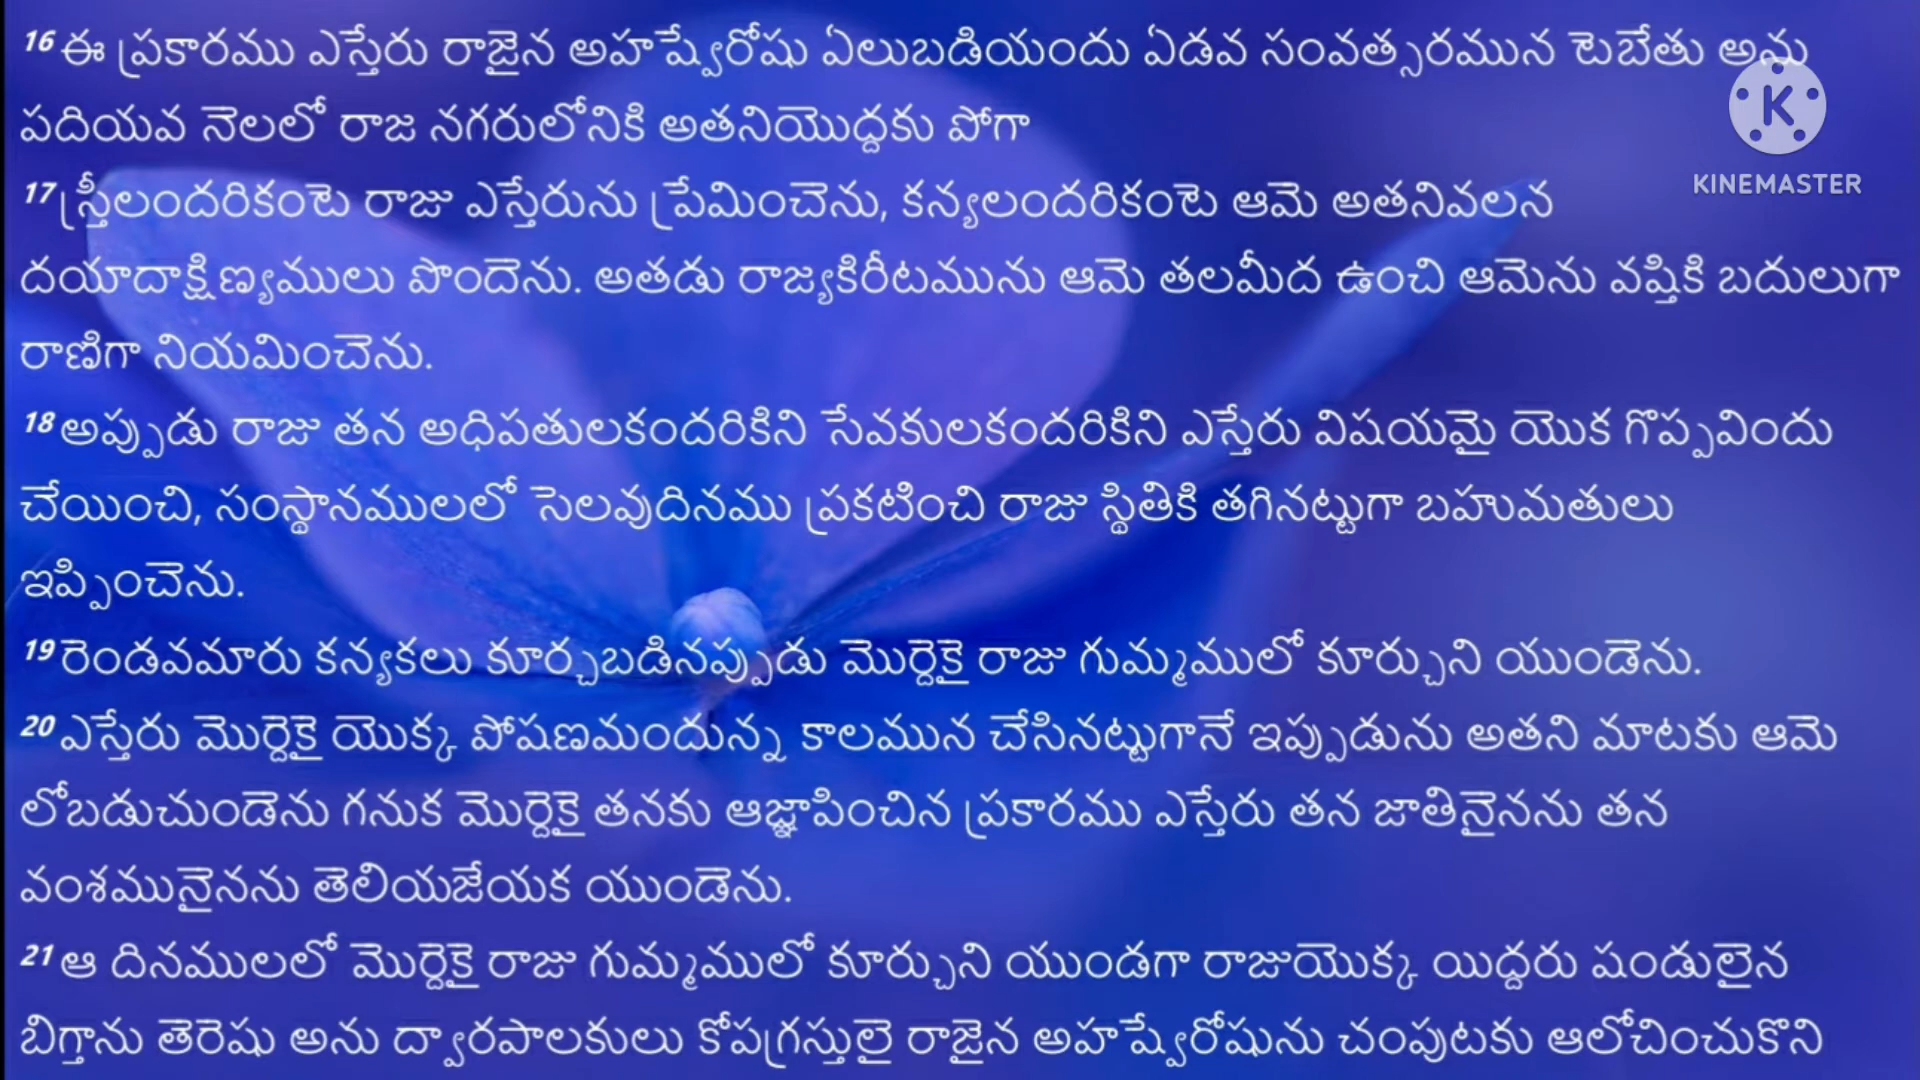 16 ఈ ప్రకారము ఎస్తేరు రాజైన అహష్వేరోషు ఏలుబడియందు ఏడవ సంవత్సరమున టెబేతు అను
పదియవ నెలలో రాజ నగరులోనికి అతనియొద్దకు పోగా
17 స్త్రీలందరికంటె రాజు ఎస్తేరును ప్రేమించెను, కన్యలందరికంటె ఆమె అతనివలన
దయాదాక్షిణ్యములు పొందెను. అతడు రాజ్యకిరీటమును ఆమె తలమీద ఉంచి ఆమెను వష్తికి బదులుగా
రాణిగా నియమించెను.
18 అప్పుడు రాజు తన అధిపతులకందరికిని సేవకులకందరికిని ఎస్తేరు విషయమై యొక గొప్పవిందు
చేయించి, సంస్థానములలో సెలవుదినము ప్రకటించి రాజు స్థితికి తగినట్టుగా బహుమతులు
ఇప్పించెను.
19 రెండవమారు కన్యకలు కూర్చబడినప్పుడు మొర్దెకై రాజు గుమ్మములో కూర్చుని యుండెను.
20 ఎస్తేరు మొర్దెకై యొక్క పోషణమందున్న కాలమున చేసినట్టుగానే ఇప్పుడును అతని మాటకు ఆమె
లోబడుచుండెను గనుక మొర్దెకై తనకు ఆజ్ఞాపించిన ప్రకారము ఎస్తేరు తన జాతినైనను తన
వంశమునైనను తెలియజేయక యుండెను.
21 ఆ దినములలో మొర్దెకై రాజు గుమ్మములో కూర్చుని యుండగా రాజుయొక్క యిద్దరు షండులైన
బిగ్తాను తెరెషు అను ద్వారపాలకులు కోపగ్రస్తులై రాజైన అహష్వేరోషును చంపుటకు ఆలోచించుకొని
K
KINEMASTER